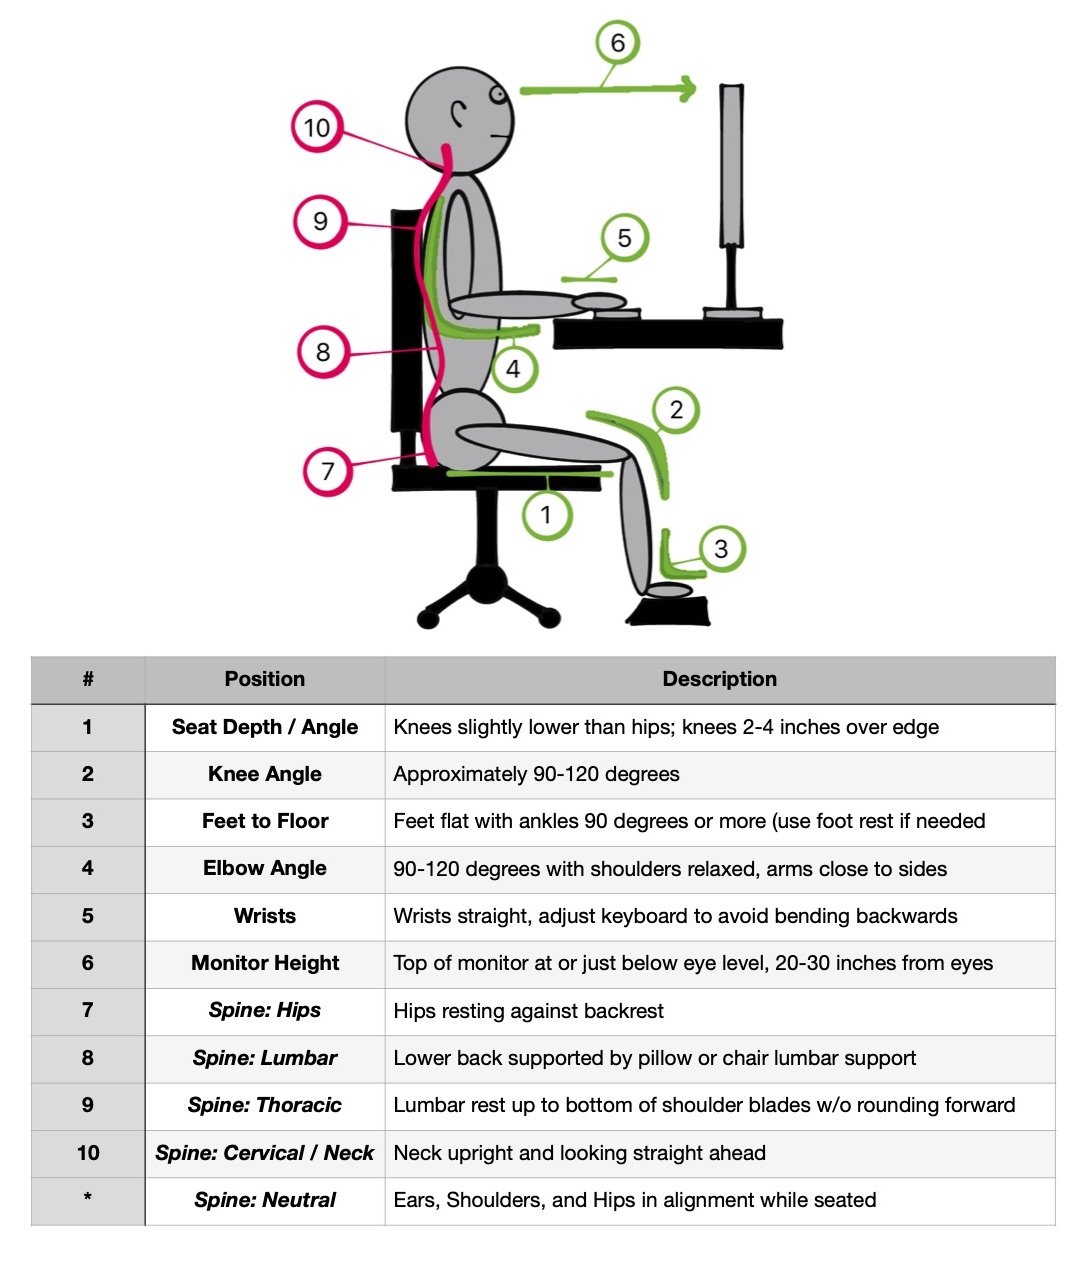 6
10
9
5
8
4
2
7
1
3
# Position Description
1 Seat Depth / Angle Knees slightly lower than hips; knees 2-4 inches over edge
2 Knee Angle Approximately 90-120 degrees
3 Feet to Floor Feet flat with ankles 90 degrees or more (use foot rest if needed
4 Elbow Angle 90-120 degrees with shoulders relaxed, arms close to sides
5 Wrists Wrists straight, adjust keyboard to avoid bending backwards
6 Monitor Height Top of monitor at or just below eye level, 20-30 inches from eyes
7 Spine: Hips Hips resting against backrest
8 Spine: Lumbar Lower back supported by pillow or chair lumbar support
9 Spine: Thoracic Lumbar rest up to bottom of shoulder blades w/o rounding forward
10 Spine: Cervical / Neck Neck upright and looking straight ahead
* Spine: Neutral Ears, Shoulders, and Hips in alignment while seated